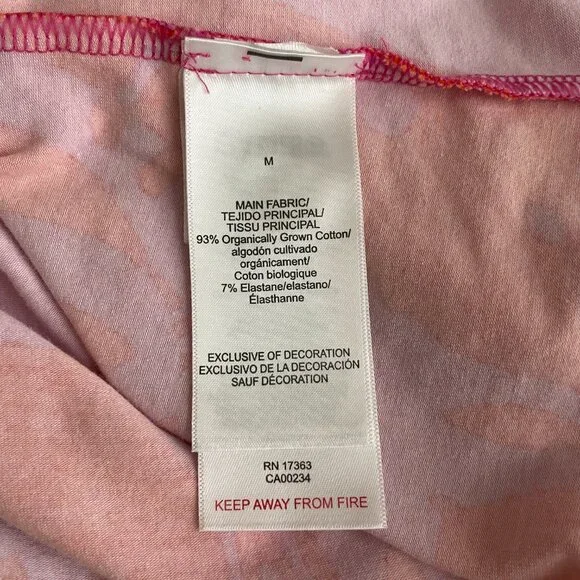 M
MAIN FABRIC/
TEJIDO PRINCIPAL/
TISSU PRINCIPAL
93% Organically Grown Cotton/
algodón cultivado
orgánicament/
Coton biologique
7% Elastane/elastano/
Élasthanne
EXCLUSIVE OF DECORATION
EXCLUSIVO DE LA DECORACIÓN
SAUF DÉCORATION
RN 17363
CA00234
KEEP AWAY FROM FIRE